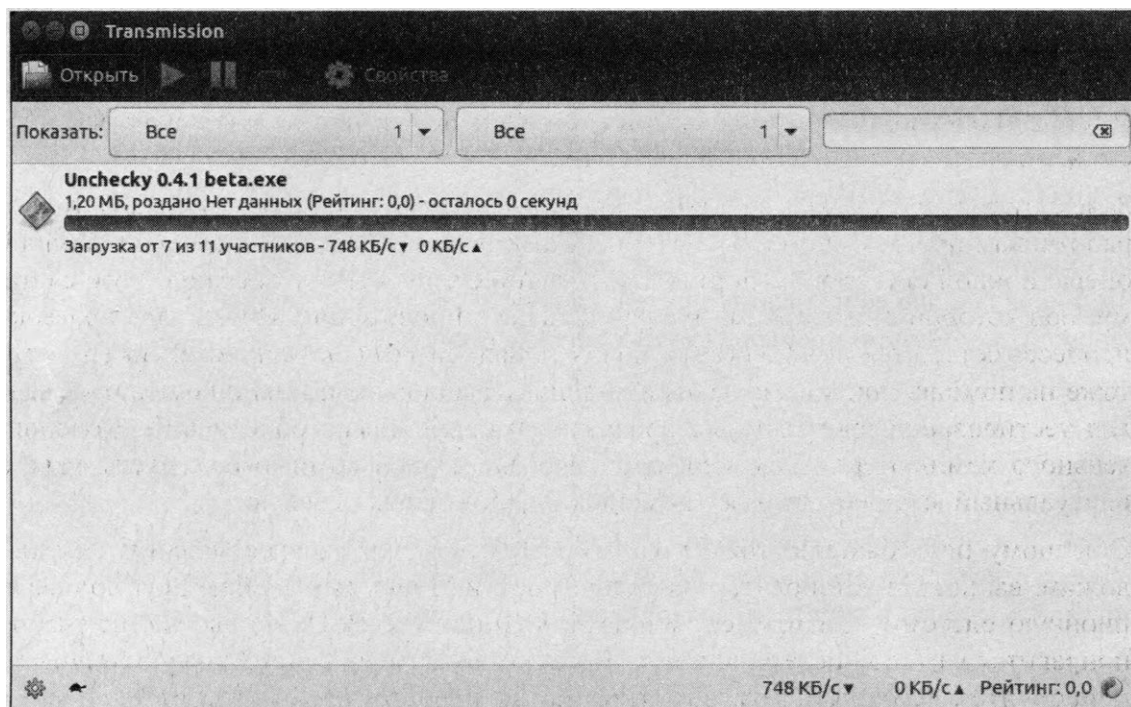 Transmission
Открыть Свойства
Показать: Все 1 Все 1
Unchecky 0.4.1 beta.exe
1,20 МБ, роздано Нет данных (Рейтинг: 0,0) - осталось 0 секунд
Загрузка от 7 из 11 участников - 748 КБ/с 0 КБ/с
748 КБ/с 0 КБ/с Рейтинг: 0,0